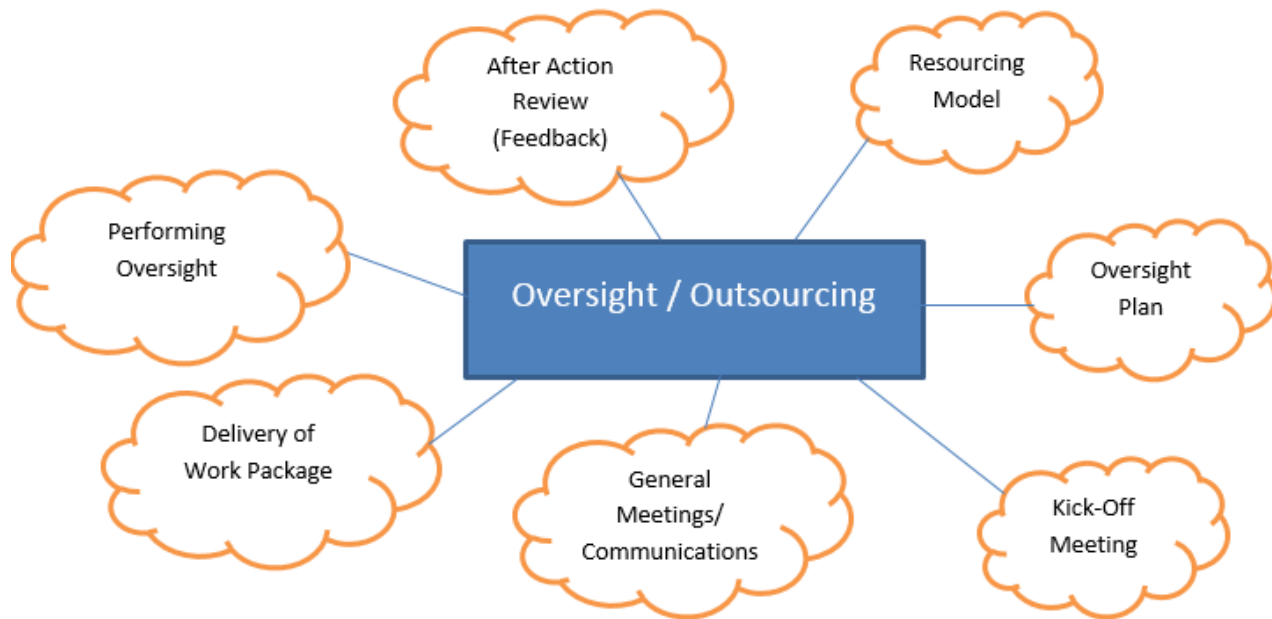 After Action
Review
(Feedback)
Resourcing
Model
Performing
Oversight
Oversight / Outsourcing
Oversight
Plan
Delivery of
Work Package
General
Meetings/
Communications
Kick-Off
Meeting